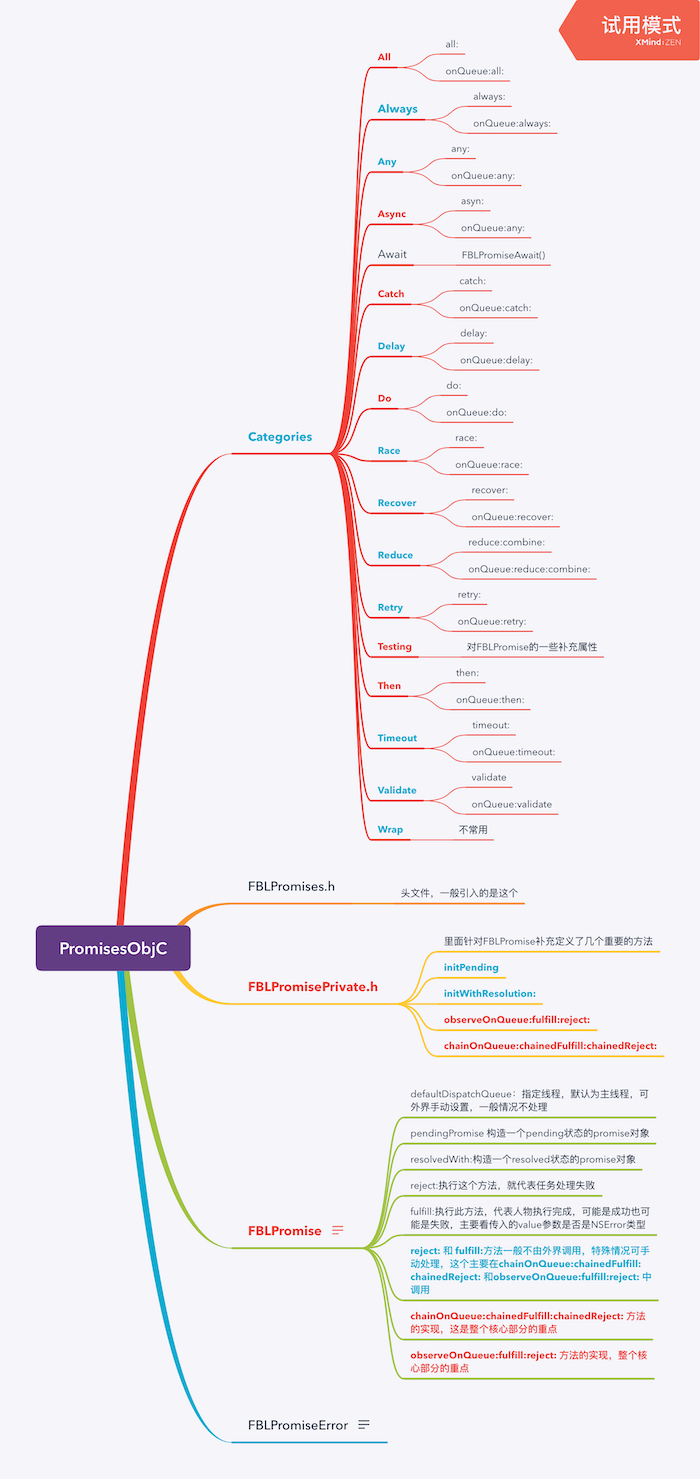 试用模式
XMind:ZEN
PromisesObjC
Categories
All
all:
onQueue:all:
Always
always:
onQueue:always:
Any
any:
onQueue:any:
Async
asyn:
onQueue:any:
Await
FBLPromiseAwait()
Catch
catch:
onQueue:catch:
Delay
delay:
onQueue:delay:
Do
do:
onQueue:do:
Race
race:
onQueue:race:
Recover
recover:
onQueue:recover:
Reduce
reduce:combine:
onQueue:reduce:combine:
Retry
retry:
onQueue:retry:
Testing
对FBLPromise的一些补充属性
Then
then:
onQueue:then:
Timeout
timeout:
onQueue:timeout:
Validate
validate
onQueue:validate
Wrap
不常用
FBLPromises.h
头文件，一般引入的是这个
FBLPromisePrivate.h
里面针对FBLPromise补充定义了几个重要的方法
initPending
initWithResolution:
observeOnQueue:fulfill:reject:
chainOnQueue:chainedFulfill:chainedReject:
FBLPromise
defaultDispatchQueue：指定线程，默认为主线程，可
外界手动设置，一般情况不处理
pendingPromise 构造一个pending状态的promise对象
resolvedWith:构造一个resolved状态的promise对象
reject:执行这个方法，就代表任务处理失败
fulfill:执行此方法，代表人物执行完成，可能是成功也可
能是失败，主要看传入的value参数是否是NSError类型
reject: 和 fulfill:方法一般不由外界调用，特殊情况可手
动处理，这个主要在chainOnQueue:chainedFulfill:
chainedReject: 和observeOnQueue:fulfill:reject: 中
调用
chainOnQueue:chainedFulfill:chainedReject: 方法
的实现，这是整个核心部分的重点
observeOnQueue:fulfill:reject: 方法的实现，整个核
心部分的重点
FBLPromiseError